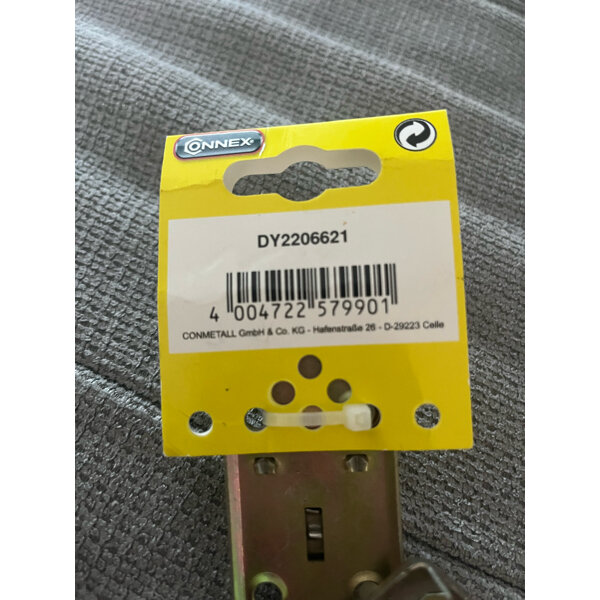 CONNEX®
DY2206621
4 004722 579901
CONMETALL GmbH & Co. KG - Hafenstraße 26 - D-29223 Celle